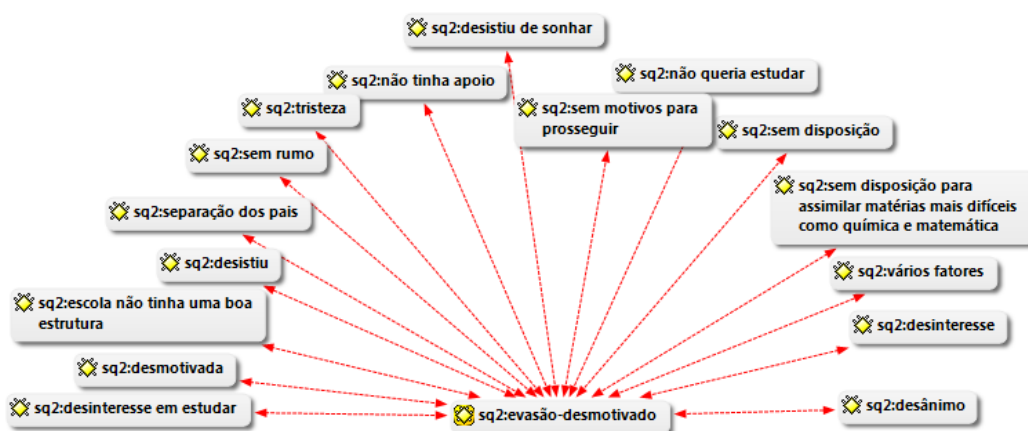 sq2:desistiu de sonhar
sq2:não tinha apoio
sq2:não queria estudar
sq2:tristeza
sq2:sem motivos para
prosseguir
sq2:sem disposição
sq2:sem rumo
sq2:sem disposição para
assimilar matérias mais difíceis
como química e matemática
sq2:separação dos pais
sq2:desistiu
sq2:vários fatores
sq2:escola não tinha uma boa
estrutura
sq2:desinteresse
sq2:desmotivada
sq2:desinteresse em estudar
sq2:evasão-desmotivado
sq2:desânimo